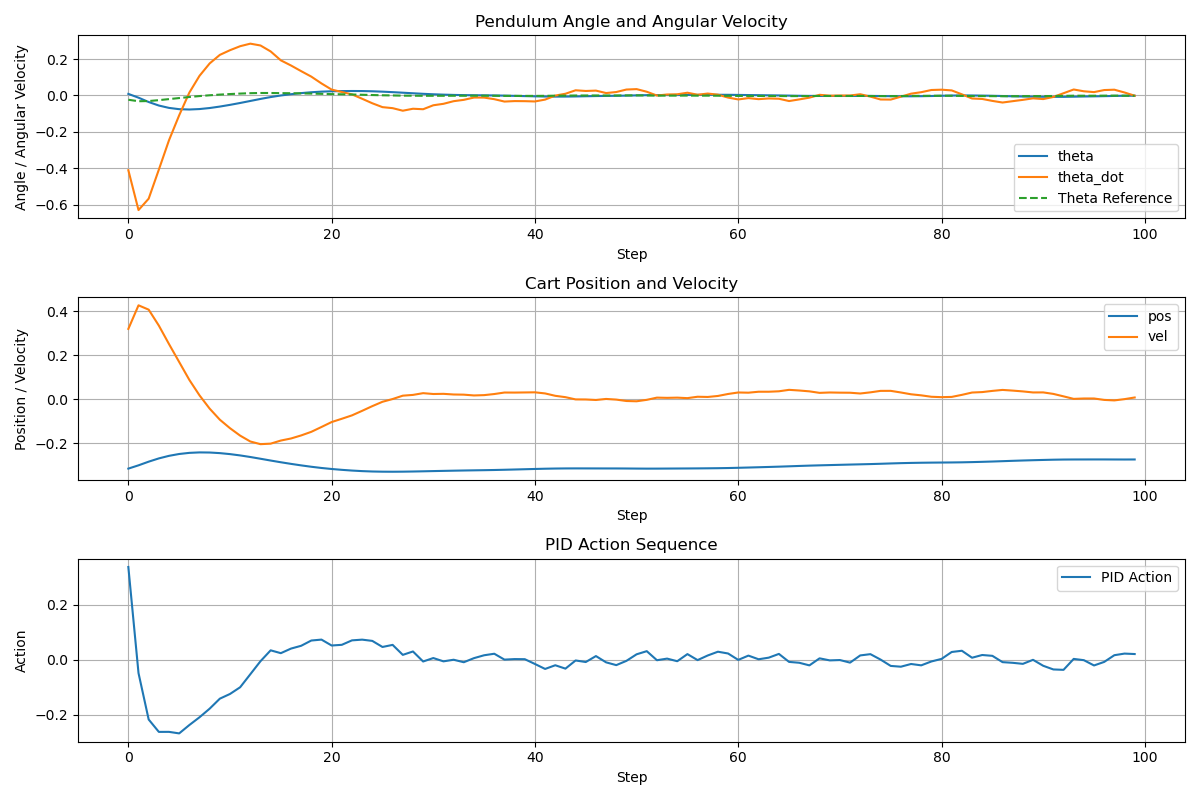 Pendulum Angle and Angular Velocity
Angle / Angular Velocity
0.2
0.0
−0.2
−0.4
−0.6
theta
theta_dot
Theta Reference
0 20 40 60 80 100
Step
Cart Position and Velocity
Position / Velocity
0.4
0.2
0.0
−0.2
pos
vel
0 20 40 60 80 100
Step
PID Action Sequence
Action
0.2
0.0
−0.2
PID Action
0 20 40 60 80 100
Step